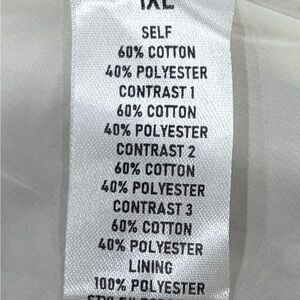 1XL
SELF
60% COTTON
40% POLYESTER
CONTRAST 1
60% COTTON
40% POLYESTER
CONTRAST 2
60% COTTON
40% POLYESTER
CONTRAST 3
60% COTTON
40% POLYESTER
LINING
100% POLYESTER